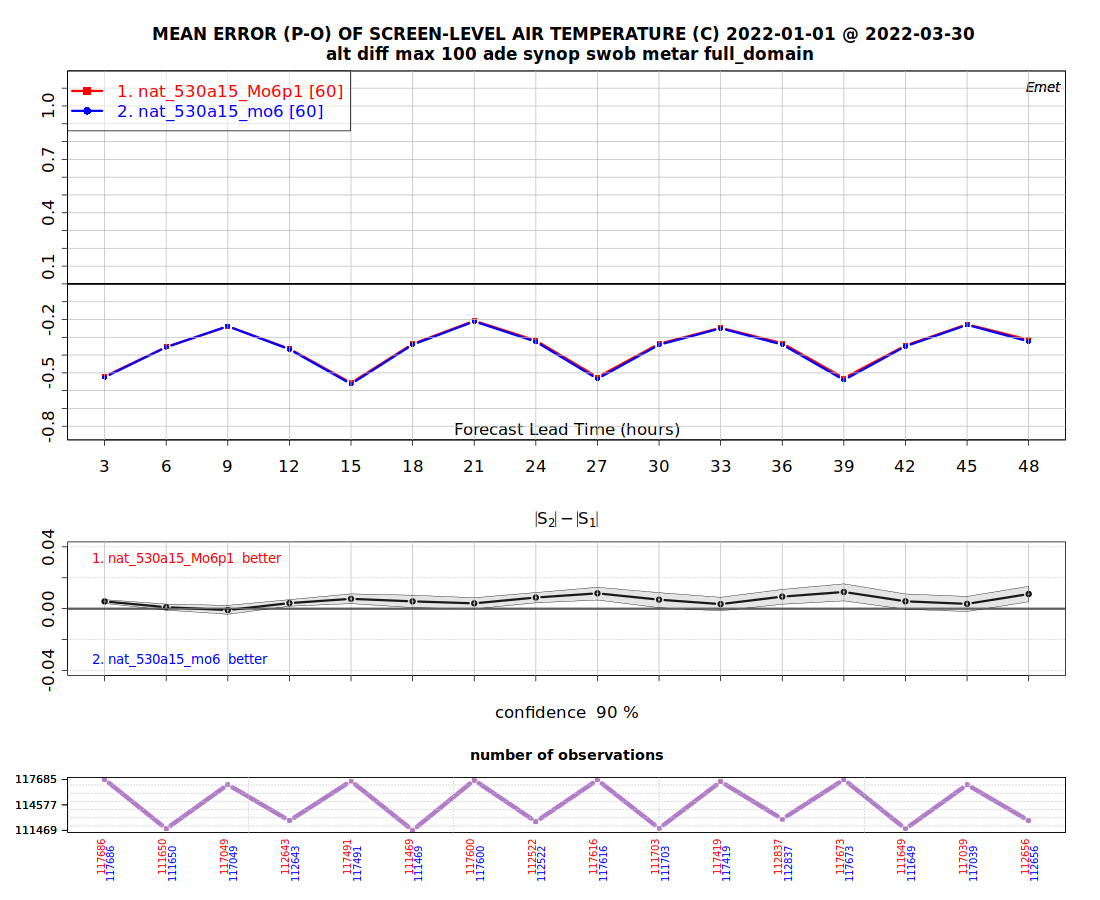 MEAN ERROR (P-O) OF SCREEN-LEVEL AIR TEMPERATURE (C) 2022-01-01 @ 2022-03-30
alt diff max 100 ade synop swob metar full_domain
1. nat_530a15_Mo6p1 [60]
2. nat_530a15_mo6 [60]
Emet
1.0
0.7
0.4
0.1
-0.2
-0.5
-0.8
Forecast Lead Time (hours)
3 6 9 12 15 18 21 24 27 30 33 36 39 42 45 48
|S2| − |S1|
0.04
0.00
-0.04
1. nat_530a15_Mo6p1 better
2. nat_530a15_mo6 better
confidence 90 %
number of observations
117685
114577
111469
117686 111650 117049 112643 117491 111469 117600 112522 117616 111703 117419 112837 117673 111649 117039 112656
117686 111650 117049 112643 117491 111469 117600 112522 117616 111703 117419 112837 117673 111649 117039 112656